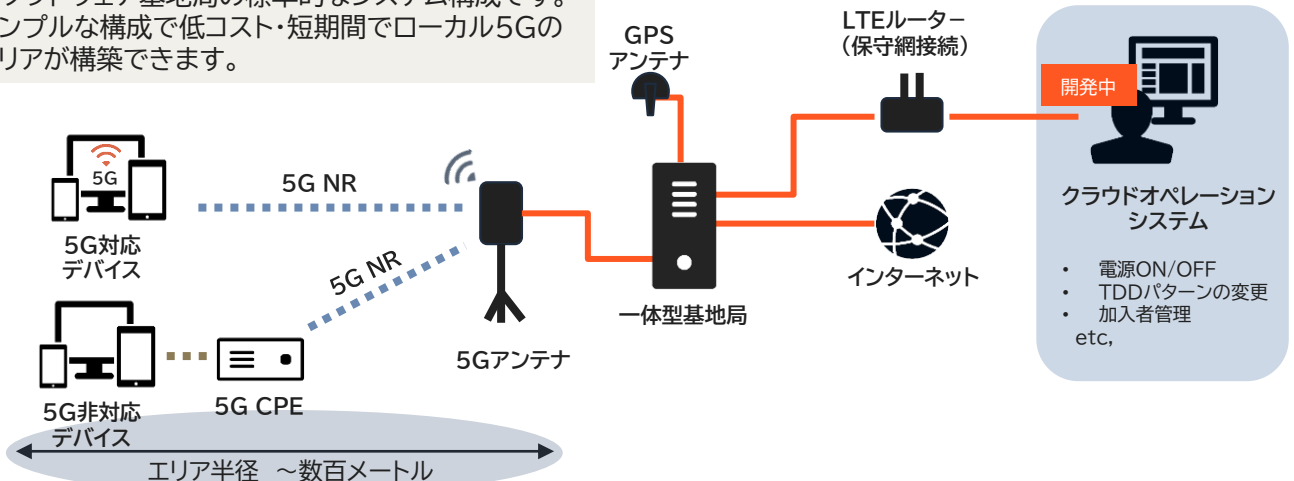 ンプルな構成で低コスト・短期間でローカル5Gの
リアが構築できます。
GPS
アンテナ
LTEルーター
（保守網接続）
開発中
5G
5G NR
5G対応
デバイス
5G NR
一体型基地局
インターネット
クラウドオペレーション
システム
• 電源ON/OFF
• TDDパターンの変更
• 加入者管理
etc,
5Gアンテナ
5G非対応
デバイス
5G CPE
エリア半径　～数百メートル